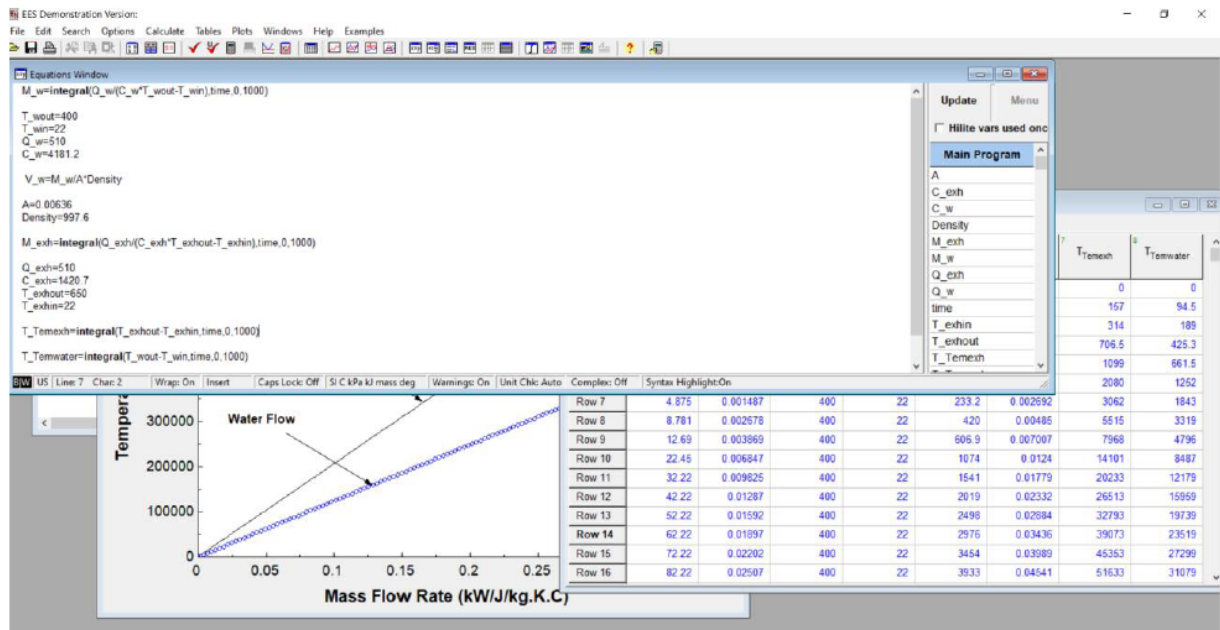 EES Demonstration Version:
File Edit Search Options Calculate Tables Plots Windows Help Examples
Equations Window
M_w=integral(Q_w/(C_w*T_wout-T_win),time,0,1000)
T_wout=400
T_win=22
Q_w=510
C_w=4181.2
V_w=M_w/A*Density
A=0.00636
Density=997.6
M_exh=integral(Q_exh/(C_exh*T_exhout-T_exhin),time,0,1000)
Q_exh=510
C_exh=1420.7
T_exhout=650
T_exhin=22
T_Temexh=integral(T_exhout-T_exhin,time,0,1000)
T_Temwater=integral(T_wout-T_win,time,0,1000)
Update Menu
Hilite vars used onc
Main Program
A
C_exh
C_w
Density
M_exh
M_w
Q_exh
Q_w
time
T_exhin
T_exhout
T_Temexh
US Line: 7 Char: 2 Wrap: On Insert Caps Lock: Off SI C kPa kJ mass deg Warnings: On Unit Chk: Auto Complex: Off Syntax Highlight:On
7 TTemexh 8 TTemwater
0 0
157 94.5
314 189
706.5 425.3
1099 661.5
2080 1252
Row 7 4.875 0.001487 400 22 233.2 0.002692 3062 1843
Row 8 8.781 0.002678 400 22 420 0.00485 5515 3319
Row 9 12.69 0.003869 400 22 606.9 0.007007 7968 4796
Row 10 22.45 0.006847 400 22 1074 0.0124 14101 8487
Row 11 32.22 0.009825 400 22 1541 0.01779 20233 12179
Row 12 42.22 0.01287 400 22 2019 0.02332 26513 15959
Row 13 52.22 0.01592 400 22 2498 0.02884 32793 19739
Row 14 62.22 0.01897 400 22 2976 0.03436 39073 23519
Row 15 72.22 0.02202 400 22 3454 0.03989 45353 27299
Row 16 82.22 0.02507 400 22 3933 0.04541 51633 31079
Water Flow
300000
200000
100000
0
0 0.05 0.1 0.15 0.2 0.25
Mass Flow Rate (kW/J/kg.K.C)